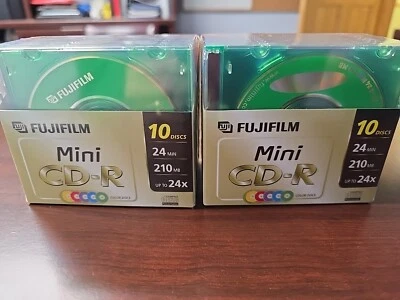 FUJIFILM
FUJIFILM
10 DISCS
Mini
24 MIN
CD-R
210 MB
UP TO 24x
FUJIFILM
10 DISCS
Mini
24 MIN
CD-R
210 MB
UP TO 24x